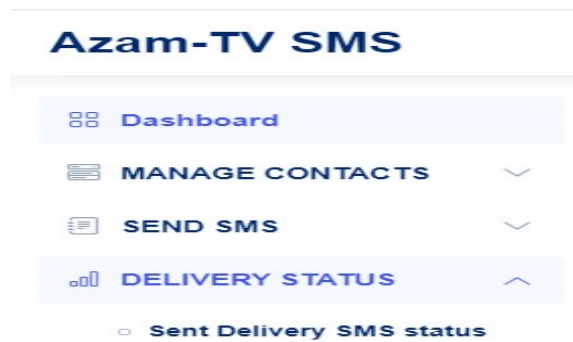 Azam-TV SMS
Dashboard
MANAGE CONTACTS
SEND SMS
DELIVERY STATUS
Sent Delivery SMS status